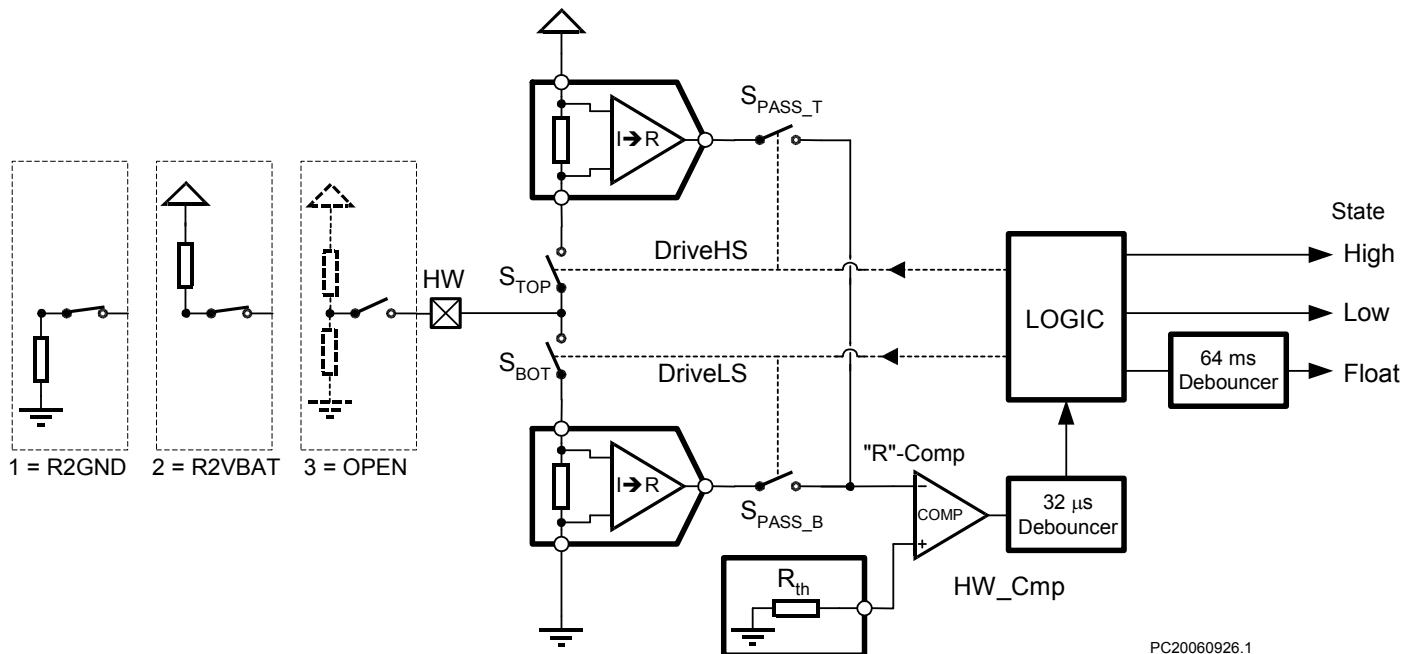 S_PASS_T
I➔R
State
DriveHS
High
HW
S_TOP
LOGIC
Low
S_BOT
DriveLS
64 ms
Debouncer
Float
1 = R2GND
2 = R2VBAT
3 = OPEN
"R"-Comp
I➔R
S_PASS_B
COMP
32 μs
Debouncer
R_th
HW_Cmp
PC20060926.1